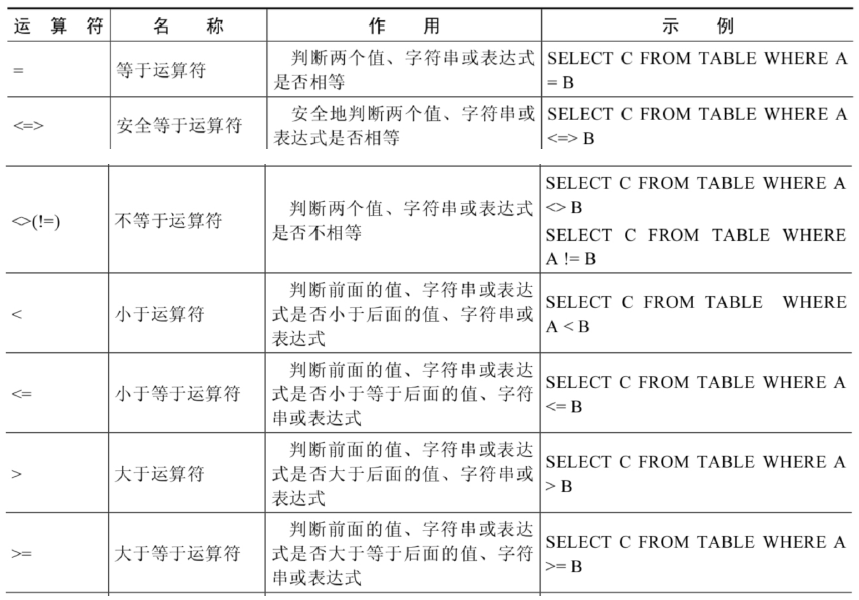 运 算 符 名 称 作 用 示 例
= 等于运算符 判断两个值、字符串或表达式 SELECT C FROM TABLE WHERE A
是否相等 = B
<=> 安全等于运算符 安全地判断两个值、字符串或 SELECT C FROM TABLE WHERE A
表达式是否相等 <=> B
<>(!=) 不等于运算符 判断两个值、字符串或表达式 SELECT C FROM TABLE WHERE A
是否不相等 <> B
SELECT C FROM TABLE WHERE
A != B
< 小于运算符 判断前面的值、字符串或表达 SELECT C FROM TABLE WHERE
式是否小于后面的值、字符串或 A < B
表达式
<= 小于等于运算符 判断前面的值、字符串或表达 SELECT C FROM TABLE WHERE A
式是否小于等于后面的值、字符 <= B
串或表达式
> 大于运算符 判断前面的值、字符串或表达 SELECT C FROM TABLE WHERE A
式是否大于后面的值、字符串或 > B
表达式
>= 大于等于运算符 判断前面的值、字符串或表达 SELECT C FROM TABLE WHERE A
式是否大于等于后面的值、字符 >= B
串或表达式